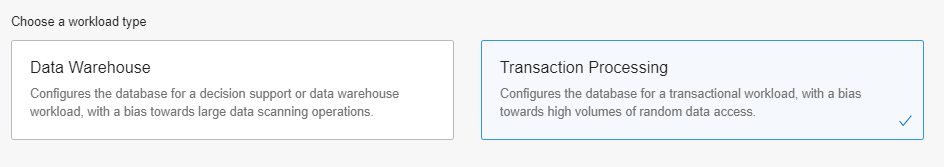 Choose a workload type
Data Warehouse
Configures the database for a decision support or data warehouse
workload, with a bias towards large data scanning operations.
Transaction Processing
Configures the database for a transactional workload, with a bias
towards high volumes of random data access.